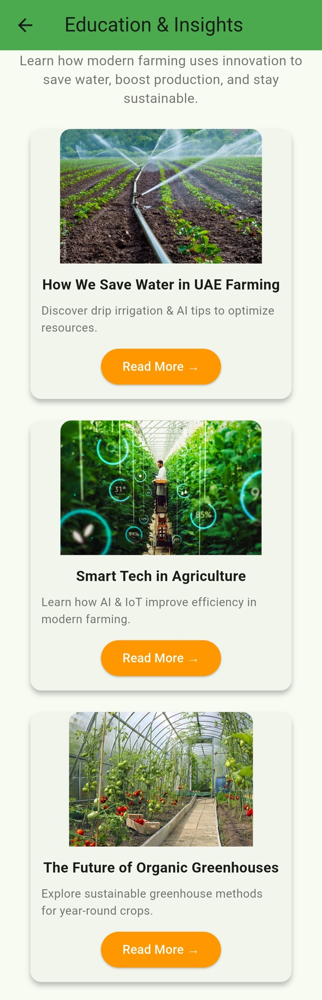 Education & Insights
Learn how modern farming uses innovation to
save water, boost production, and stay
sustainable.
How We Save Water in UAE Farming
Discover drip irrigation & AI tips to optimize
resources.
Read More →
31°
85%
94%
92%
Smart Tech in Agriculture
Learn how AI & IoT improve efficiency in
modern farming.
Read More →
The Future of Organic Greenhouses
Explore sustainable greenhouse methods
for year-round crops.
Read More →